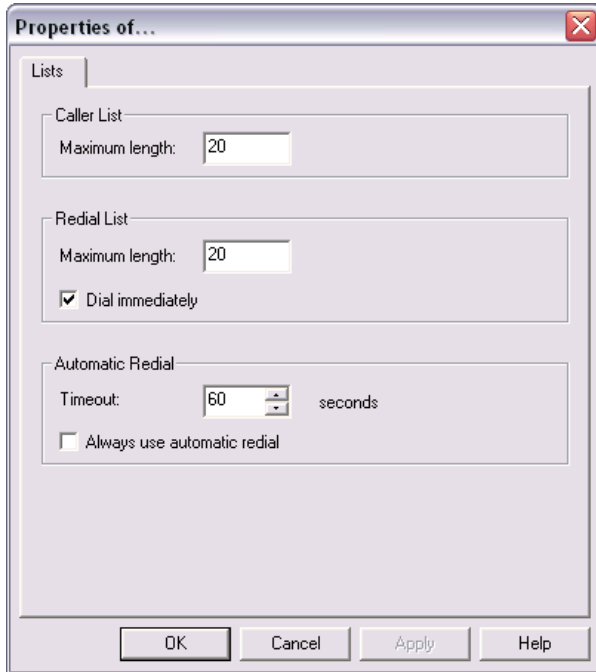 Properties of...
Lists
Caller List
Maximum length: 20
Redial List
Maximum length: 20
Dial immediately
Automatic Redial
Timeout: 60 seconds
Always use automatic redial
OK Cancel Apply Help